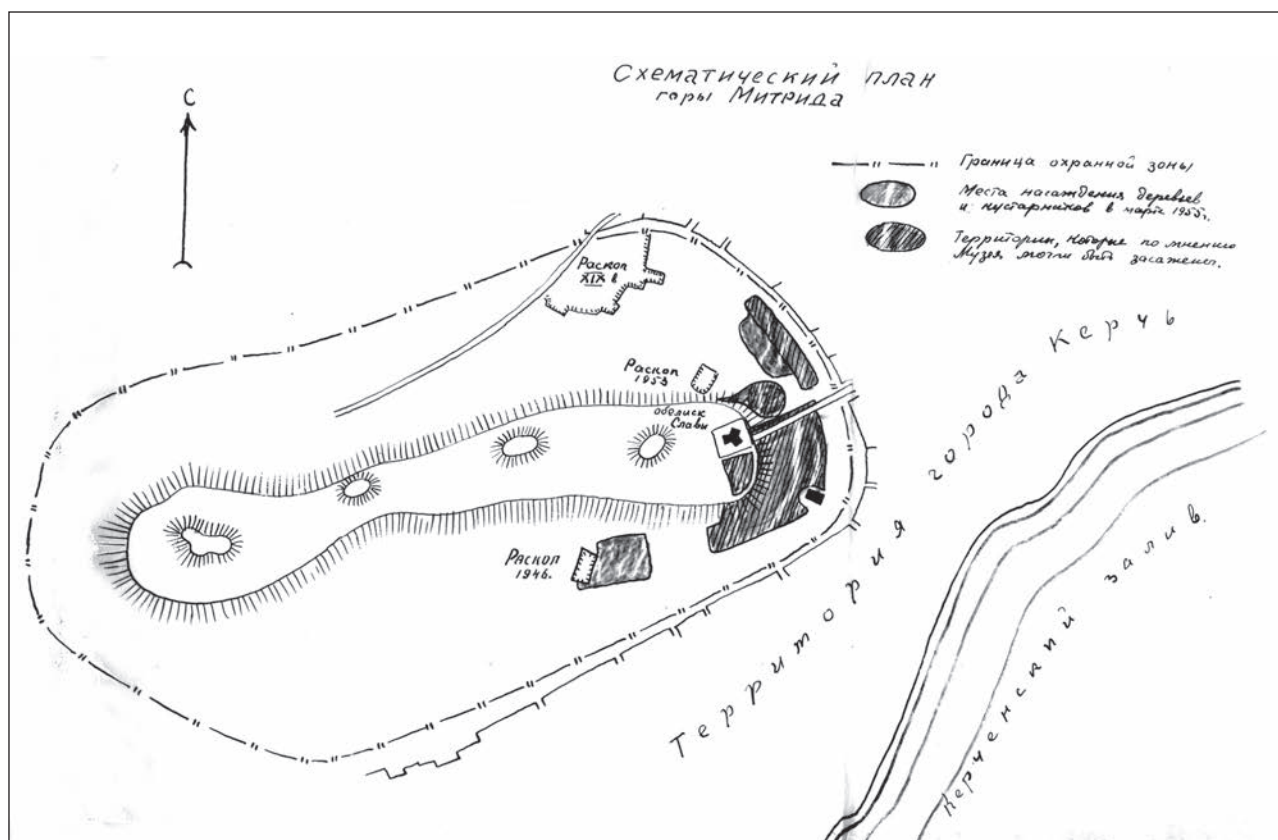 Схематический план
горы Митрида
С
Граница охранной зоны
Места насаждения деревьев
и кустарников в марте 1955г.
Территории, которые по мнению
Музея могли быть засажены.
Раскоп
XIX в
Раскоп
1953
обелиск
Славы
Раскоп
1946.
Территория города Керчь
Керченский залив.